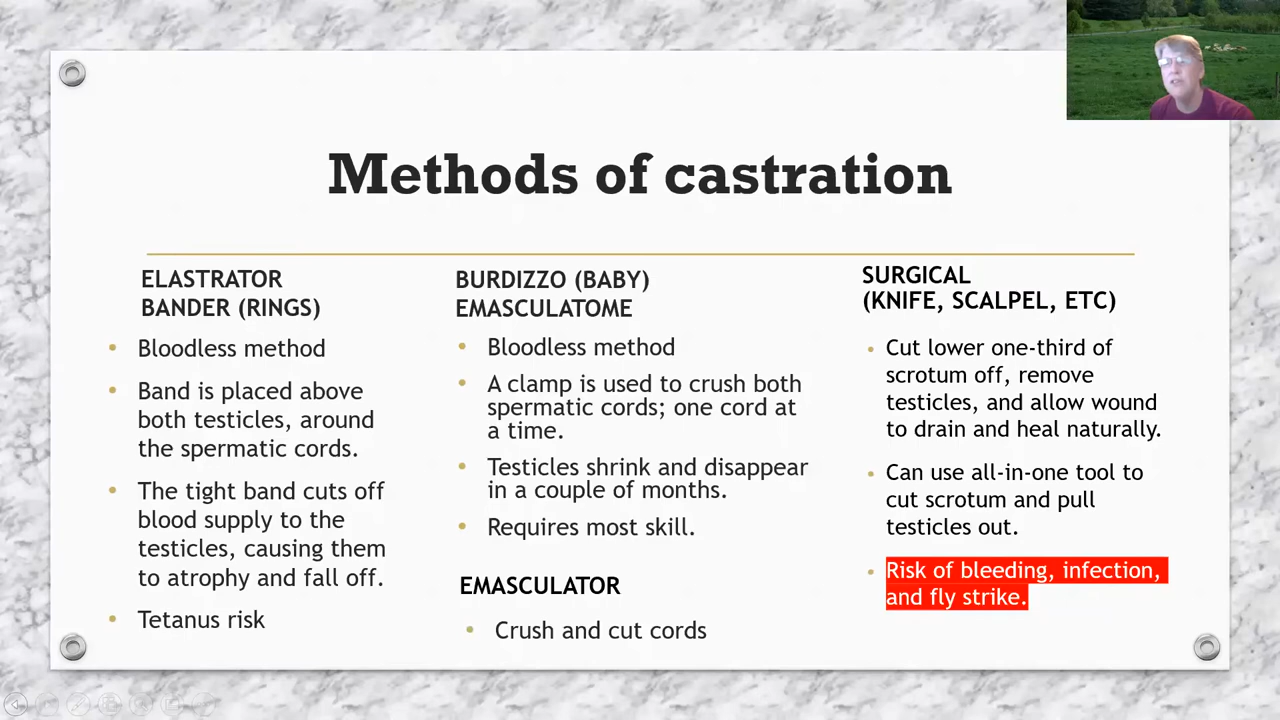 Methods of castration
ELASTRATOR
BANDER (RINGS)
Bloodless method
Band is placed above
both testicles, around
the spermatic cords.
The tight band cuts off
blood supply to the
testicles, causing them
to atrophy and fall off.
Tetanus risk
BURDIZZO (BABY)
EMASCULATOME
Bloodless method
A clamp is used to crush both
spermatic cords; one cord at
a time.
Testicles shrink and disappear
in a couple of months.
Requires most skill.
EMASCULATOR
Crush and cut cords
SURGICAL
(KNIFE, SCALPEL, ETC)
Cut lower one-third of
scrotum off, remove
testicles, and allow wound
to drain and heal naturally.
Can use all-in-one tool to
cut scrotum and pull
testicles out.
Risk of bleeding, infection,
and fly strike.